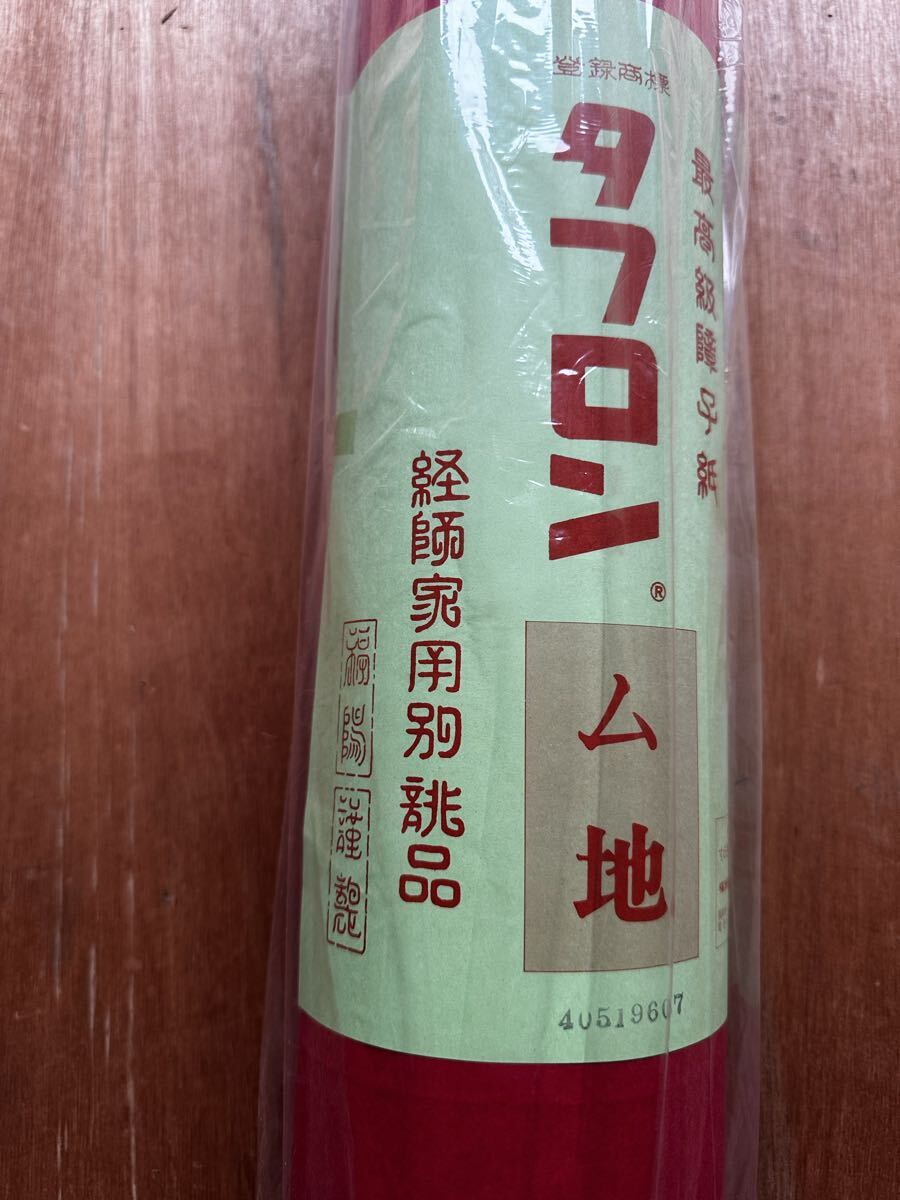 登録商標
最高級障子紙
タフロン®
ム地
経師家用別誂品
40519607